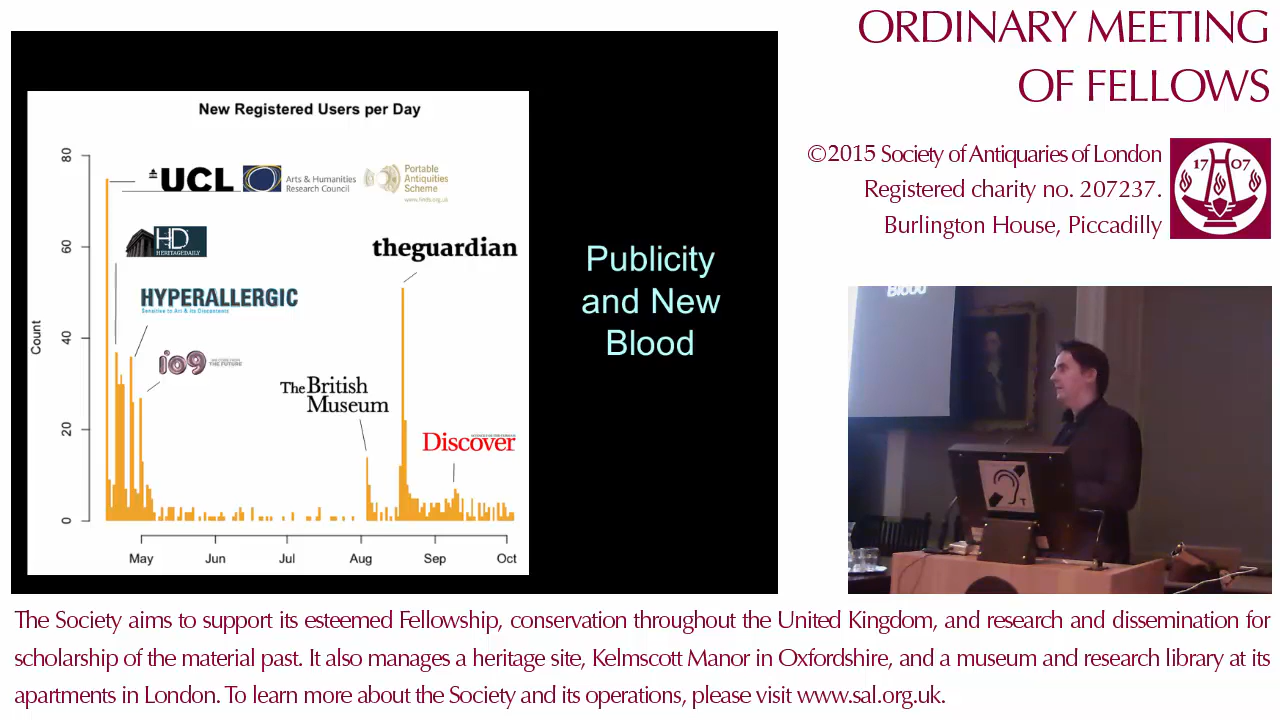 New Registered Users per Day
80
60
40
20
0
Count
UCL
Arts & Humanities
Research Council
Portable
Antiquities
Scheme
www.finds.org.uk
HD
HERITAGEDAILY
HYPERALLERGIC
Sensitive to Art & its Discontents
io9
theguardian
The British
Museum
Discover
May
Jun
Jul
Aug
Sep
Oct
Publicity
and New
Blood
ORDINARY MEETING
OF FELLOWS
©2015 Society of Antiquaries of London
Registered charity no. 207237.
Burlington House, Piccadilly
17 07
Blood
T
The Society aims to support its esteemed Fellowship, conservation throughout the United Kingdom, and research and dissemination for
scholarship of the material past. It also manages a heritage site, Kelmscott Manor in Oxfordshire, and a museum and research library at its
apartments in London. To learn more about the Society and its operations, please visit www.sal.org.uk.